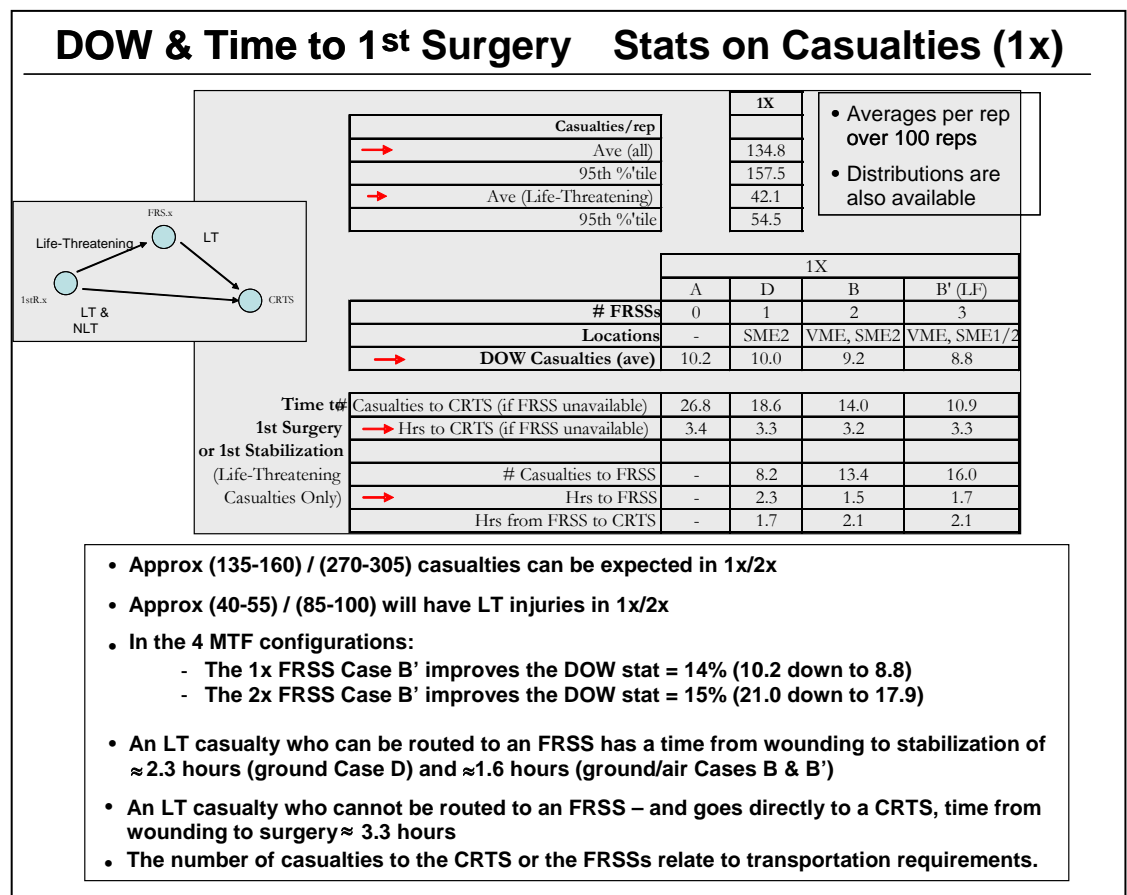 DOW & Time to 1st Surgery Stats on Casualties (1x)
1X
Casualties/rep
Ave (all) 134.8
95th %'tile 157.5
Ave (Life-Threatening) 42.1
95th %'tile 54.5
• Averages per rep
over 100 reps
• Distributions are
also available
FRS.x
Life-Threatening
LT
1stR.x
CRTS
LT &
NLT
1X
A D B B' (LF)
# FRSSs 0 1 2 3
Locations - SME2 VME, SME2 VME, SME1/2
DOW Casualties (ave) 10.2 10.0 9.2 8.8
Time to # Casualties to CRTS (if FRSS unavailable) 26.8 18.6 14.0 10.9
1st Surgery Hrs to CRTS (if FRSS unavailable) 3.4 3.3 3.2 3.3
or 1st Stabilization
(Life-Threatening # Casualties to FRSS - 8.2 13.4 16.0
Casualties Only) Hrs to FRSS - 2.3 1.5 1.7
Hrs from FRSS to CRTS - 1.7 2.1 2.1
• Approx (135-160) / (270-305) casualties can be expected in 1x/2x
• Approx (40-55) / (85-100) will have LT injuries in 1x/2x
• In the 4 MTF configurations:
- The 1x FRSS Case B’ improves the DOW stat = 14% (10.2 down to 8.8)
- The 2x FRSS Case B’ improves the DOW stat = 15% (21.0 down to 17.9)
• An LT casualty who can be routed to an FRSS has a time from wounding to stabilization of
≈2.3 hours (ground Case D) and ≈1.6 hours (ground/air Cases B & B’)
• An LT casualty who cannot be routed to an FRSS – and goes directly to a CRTS, time from
wounding to surgery≈ 3.3 hours
• The number of casualties to the CRTS or the FRSSs relate to transportation requirements.